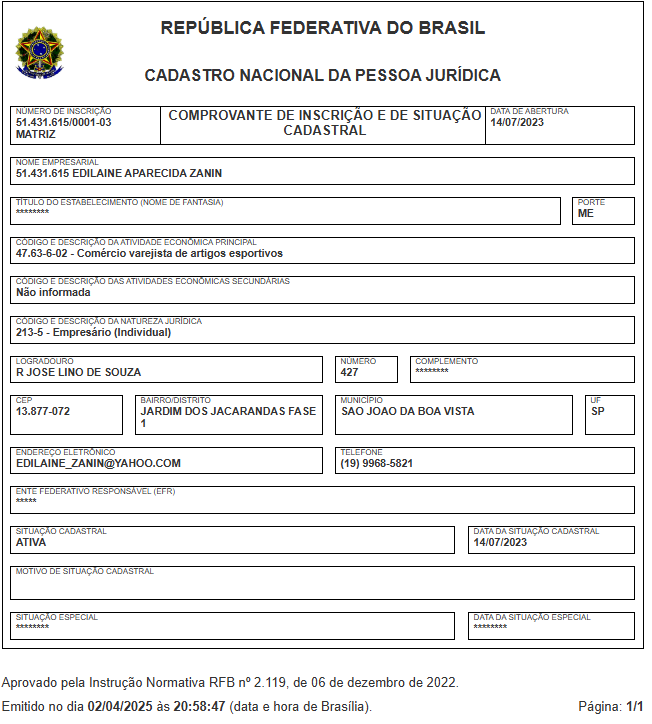 REPÚBLICA FEDERATIVA DO BRASIL
CADASTRO NACIONAL DA PESSOA JURÍDICA
NÚMERO DE INSCRIÇÃO
51.431.615/0001-03
MATRIZ
COMPROVANTE DE INSCRIÇÃO E DE SITUAÇÃO
CADASTRAL
DATA DE ABERTURA
14/07/2023
NOME EMPRESARIAL
51.431.615 EDILAINE APARECIDA ZANIN
TÍTULO DO ESTABELECIMENTO (NOME DE FANTASIA)
********
PORTE
ME
CÓDIGO E DESCRIÇÃO DA ATIVIDADE ECONÔMICA PRINCIPAL
47.63-6-02 - Comércio varejista de artigos esportivos
CÓDIGO E DESCRIÇÃO DAS ATIVIDADES ECONÔMICAS SECUNDÁRIAS
Não informada
CÓDIGO E DESCRIÇÃO DA NATUREZA JURÍDICA
213-5 - Empresário (Individual)
LOGRADOURO
R JOSE LINO DE SOUZA
NÚMERO
427
COMPLEMENTO
********
CEP
13.877-072
BAIRRO/DISTRITO
JARDIM DOS JACARANDAS FASE
1
MUNICÍPIO
SAO JOAO DA BOA VISTA
UF
SP
ENDEREÇO ELETRÔNICO
EDILAINE_ZANIN@YAHOO.COM
TELEFONE
(19) 9968-5821
ENTE FEDERATIVO RESPONSÁVEL (EFR)
*****
SITUAÇÃO CADASTRAL
ATIVA
DATA DA SITUAÇÃO CADASTRAL
14/07/2023
MOTIVO DE SITUAÇÃO CADASTRAL
SITUAÇÃO ESPECIAL
********
DATA DA SITUAÇÃO ESPECIAL
********
Aprovado pela Instrução Normativa RFB nº 2.119, de 06 de dezembro de 2022.
Emitido no dia 02/04/2025 às 20:58:47 (data e hora de Brasília).
Página: 1/1